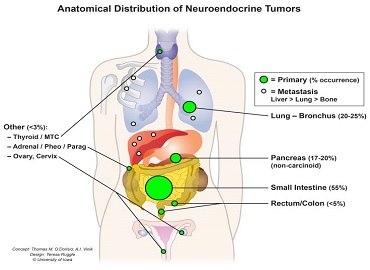 Anatomical Distribution of Neuroendocrine Tumors
= Primary (% occurrence)
= Metastasis
Liver > Lung > Bone
Lung – Bronchus (20-25%)
Other (<3%):
– Thyroid / MTC
– Adrenal / Pheo / Parag
– Ovary, Cervix
Pancreas (17-20%)
(non-carcinoid)
Small Intestine (55%)
Rectum/Colon (<5%)
Concept: Thomas M. O'Dorisio, A.I. Vinik
Design: Teresa Ruggle
© University of Iowa